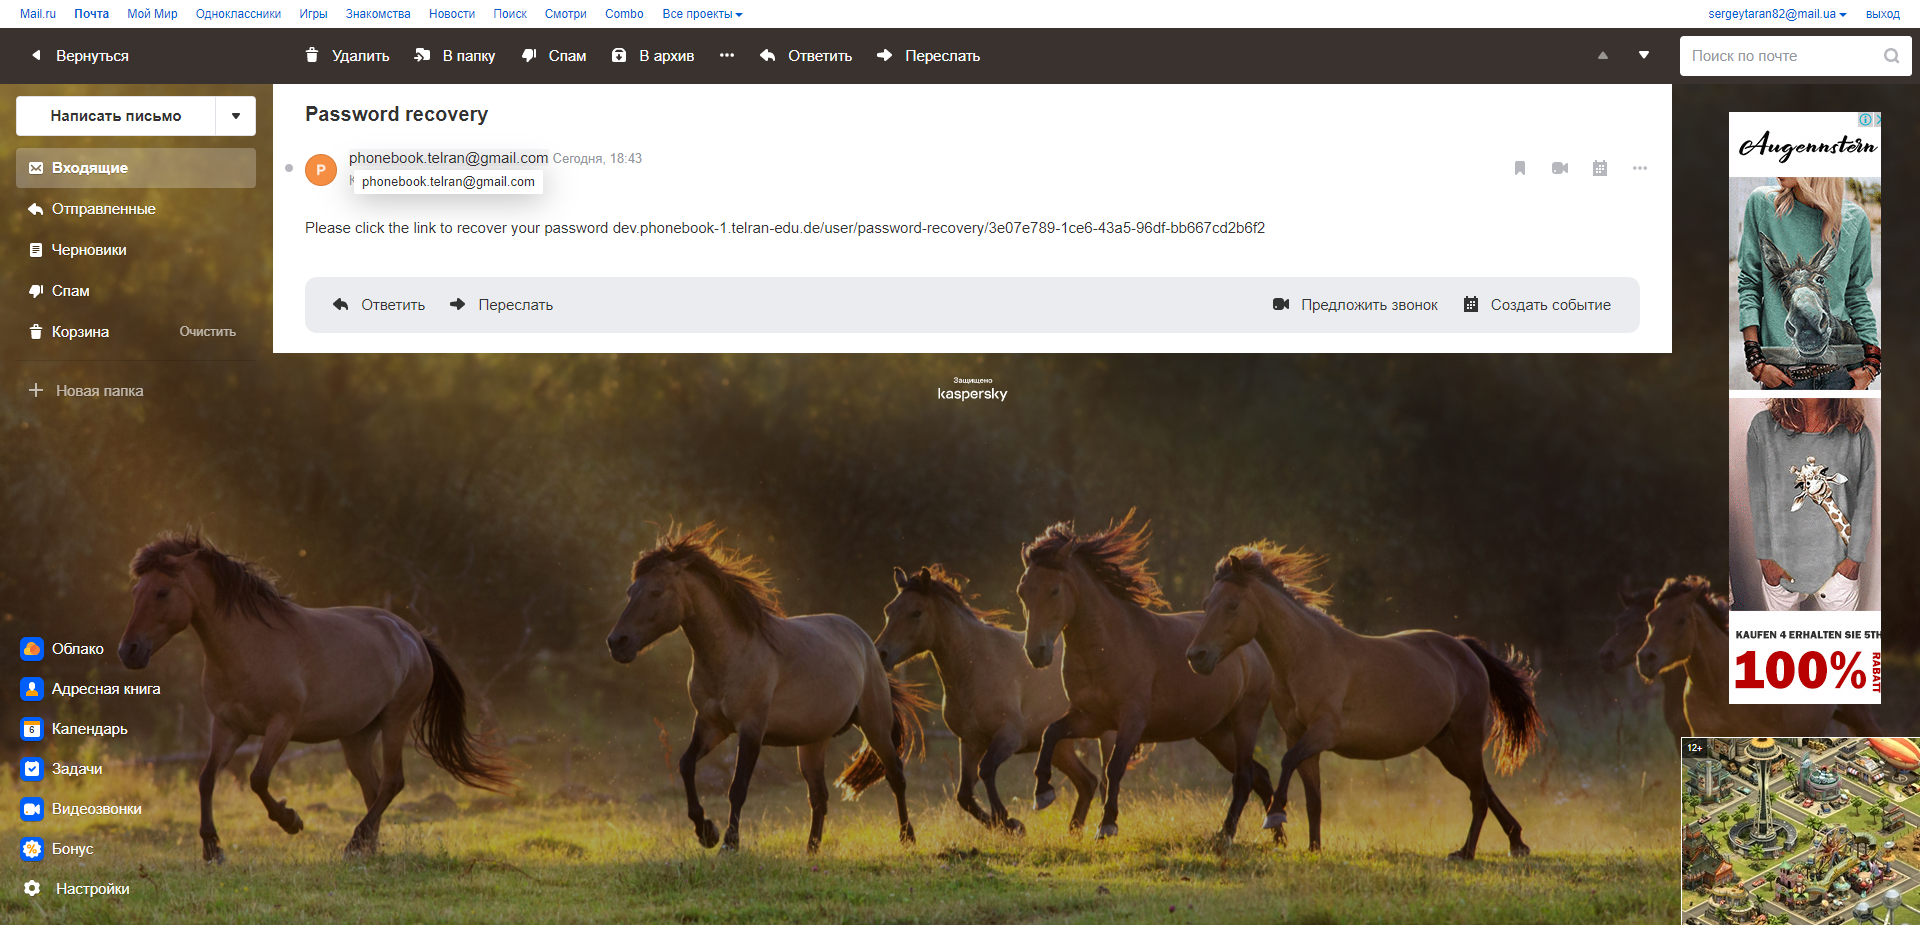 Mail.ru Почта Мой Мир Одноклассники Игры Знакомства Новости Поиск Смотри Combo Все проекты sergeytaran82@mail.ua выход
Вернуться Удалить В папку Спам В архив Ответить Переслать Поиск по почте
Написать письмо
Входящие
Отправленные
Черновики
Спам
Корзина Очистить
Новая папка
Password recovery
P
phonebook.telran@gmail.com Сегодня, 18:43
phonebook.telran@gmail.com
Please click the link to recover your password dev.phonebook-1.telran-edu.de/user/password-recovery/3e07e789-1ce6-43a5-96df-bb667cd2b6f2
Ответить Переслать Предложить звонок Создать событие
Защищено
kaspersky
Облако
Адресная книга
6 Календарь
Задачи
Видеозвонки
Бонус
Настройки
Augennstern
KAUFEN 4 ERHALTEN SIE 5TH
100% RABATT
12+